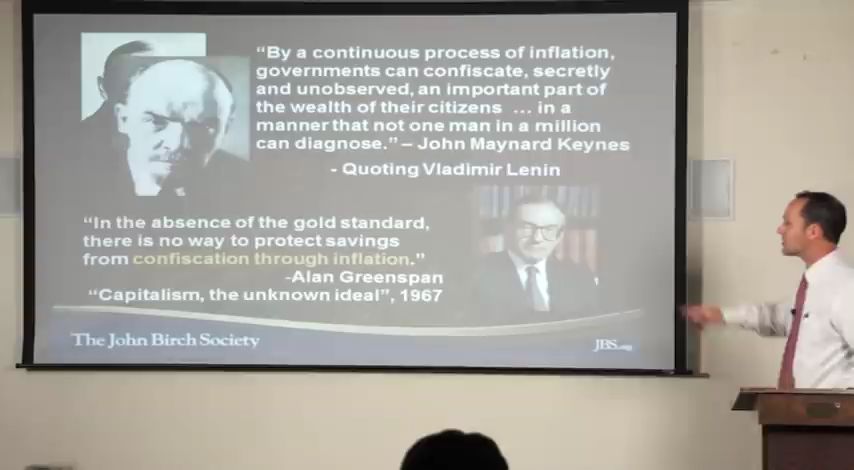 “By a continuous process of inflation,
governments can confiscate, secretly
and unobserved, an important part of
the wealth of their citizens ... in a
manner that not one man in a million
can diagnose.” – John Maynard Keynes
- Quoting Vladimir Lenin
“In the absence of the gold standard,
there is no way to protect savings
from confiscation through inflation.”
-Alan Greenspan
“Capitalism, the unknown ideal”, 1967
The John Birch Society
JBS.org